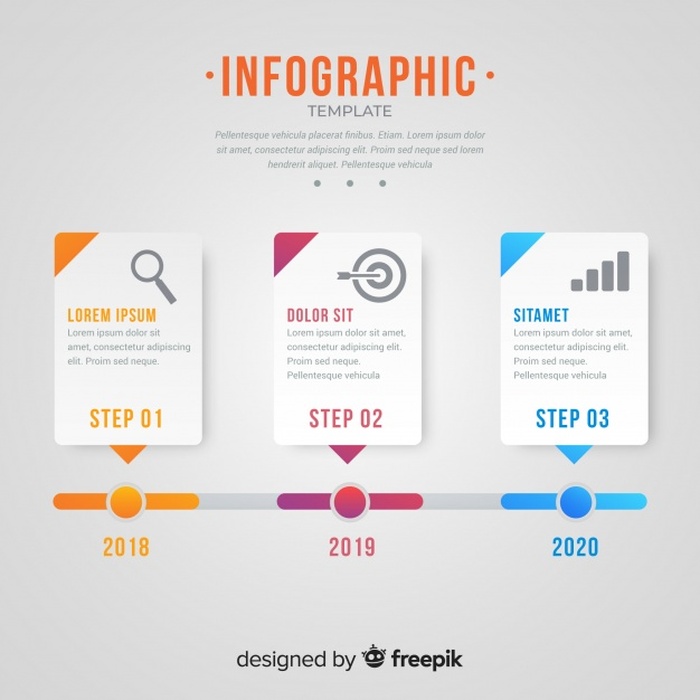 INFOGRAPHIC
TEMPLATE
Pellentesque vehicula placerat finibus. Etiam. Lorem ipsum dolor
sit amet, consectetur adipiscing elit. Proim sed neque sed lorem
hendrerit aliquet. Pellentesque vehicula
LOREM IPSUM
Lorem ipsum dolor sit
amet, consectetur adipiscing
elit. Proim sed neque.
STEP 01
DOLOR SIT
Lorem ipsum dolor sit amet,
consectetur adipiscing elit.
Proim sed neque.
Pellentesque vehicula
STEP 02
SITAMET
Lorem ipsum dolor sit amet,
consectetur adipiscing elit.
Proim sed neque.
Pellentesque vehicula
STEP 03
2018
2019
2020
designed by freepik